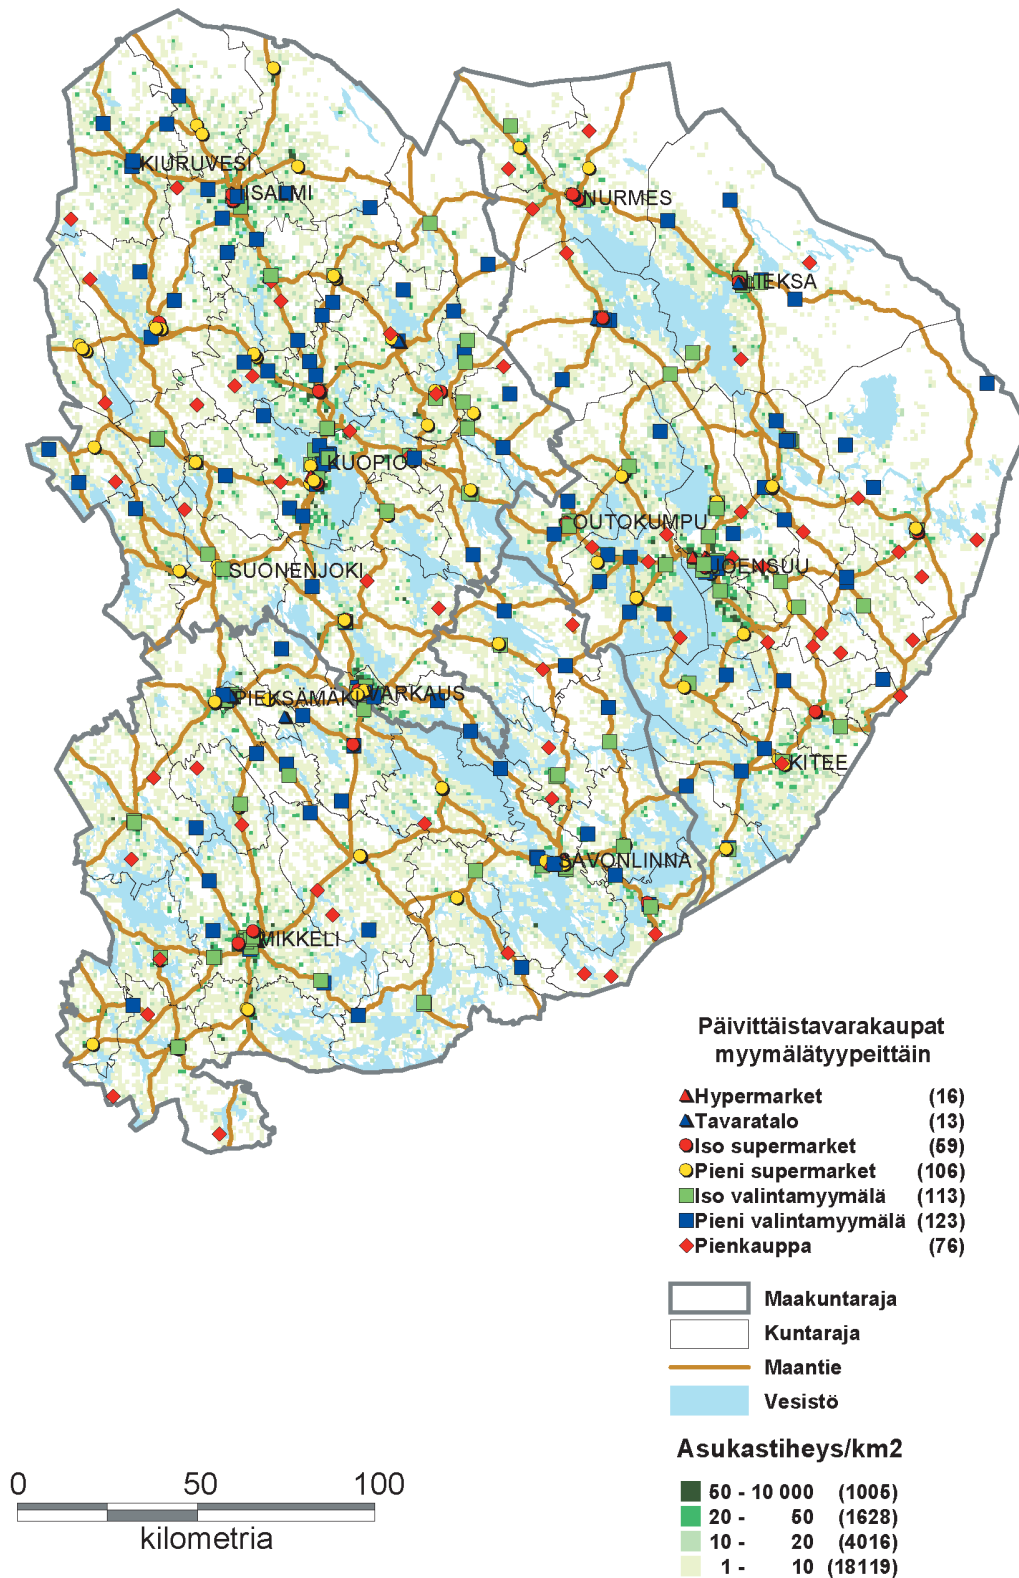 KIURUVESI
IISALMI
NURMES
LIEKSA
KUOPIO
OUTOKUMPU
JOENSUU
SUONENJOKI
PIEKSÄMÄKI
VARKAUS
KITEE
SAVONLINNA
MIKKELI
Päivittäistavarakaupat
myymälätyypeittäin
Hypermarket (16)
Tavaratalo (13)
Iso supermarket (59)
Pieni supermarket (106)
Iso valintamyymälä (113)
Pieni valintamyymälä (123)
Pienkauppa (76)
Maakuntaraja
Kuntaraja
Maantie
Vesistö
Asukastiheys/km2
50 - 10 000 (1005)
20 - 50 (1628)
10 - 20 (4016)
1 - 10 (18119)
0 50 100
kilometria